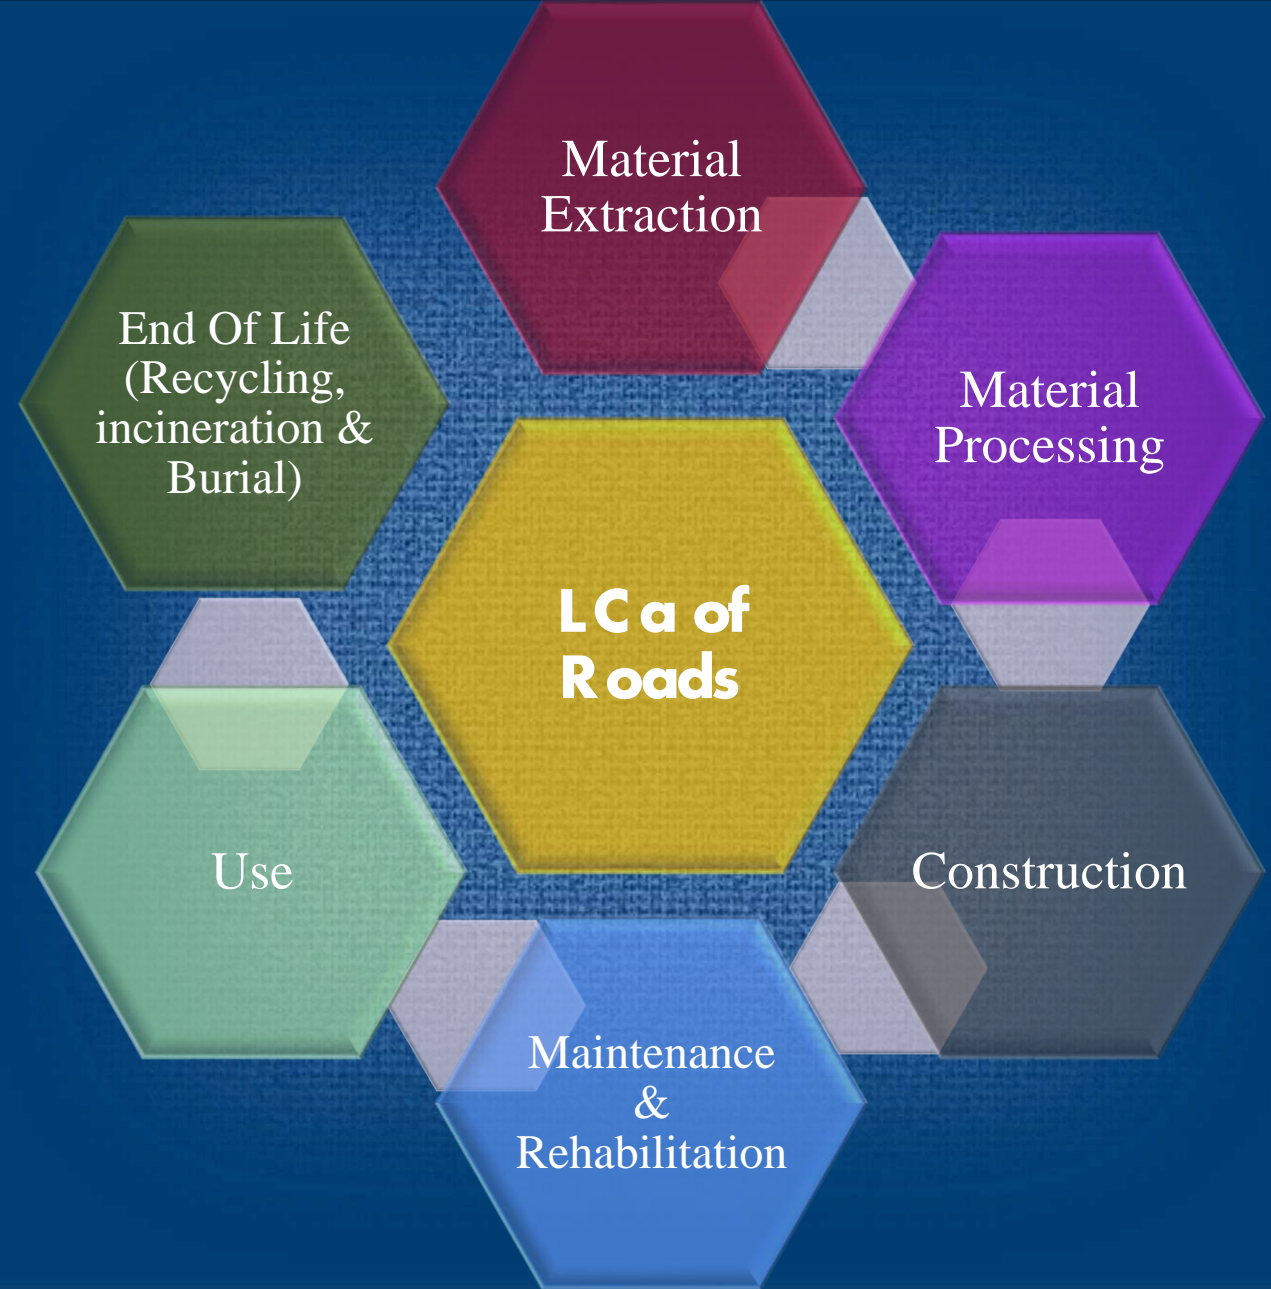 Material
Extraction
Material
Processing
Construction
Maintenance
&
Rehabilitation
Use
End Of Life
(Recycling,
incineration &
Burial)
LCa of
Roads